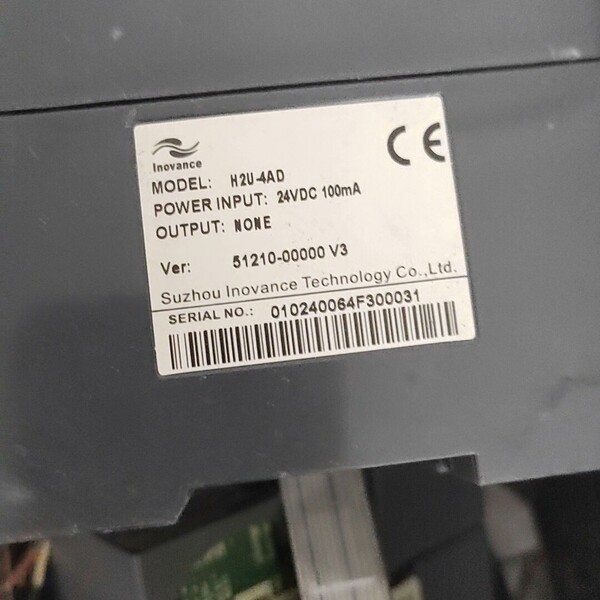 Inovance
CE
MODEL: H2U-4AD
POWER INPUT: 24VDC 100mA
OUTPUT: NONE
Ver: 51210-00000 V3
Suzhou Inovance Technology Co.,Ltd.
SERIAL NO.: 010240064F300031